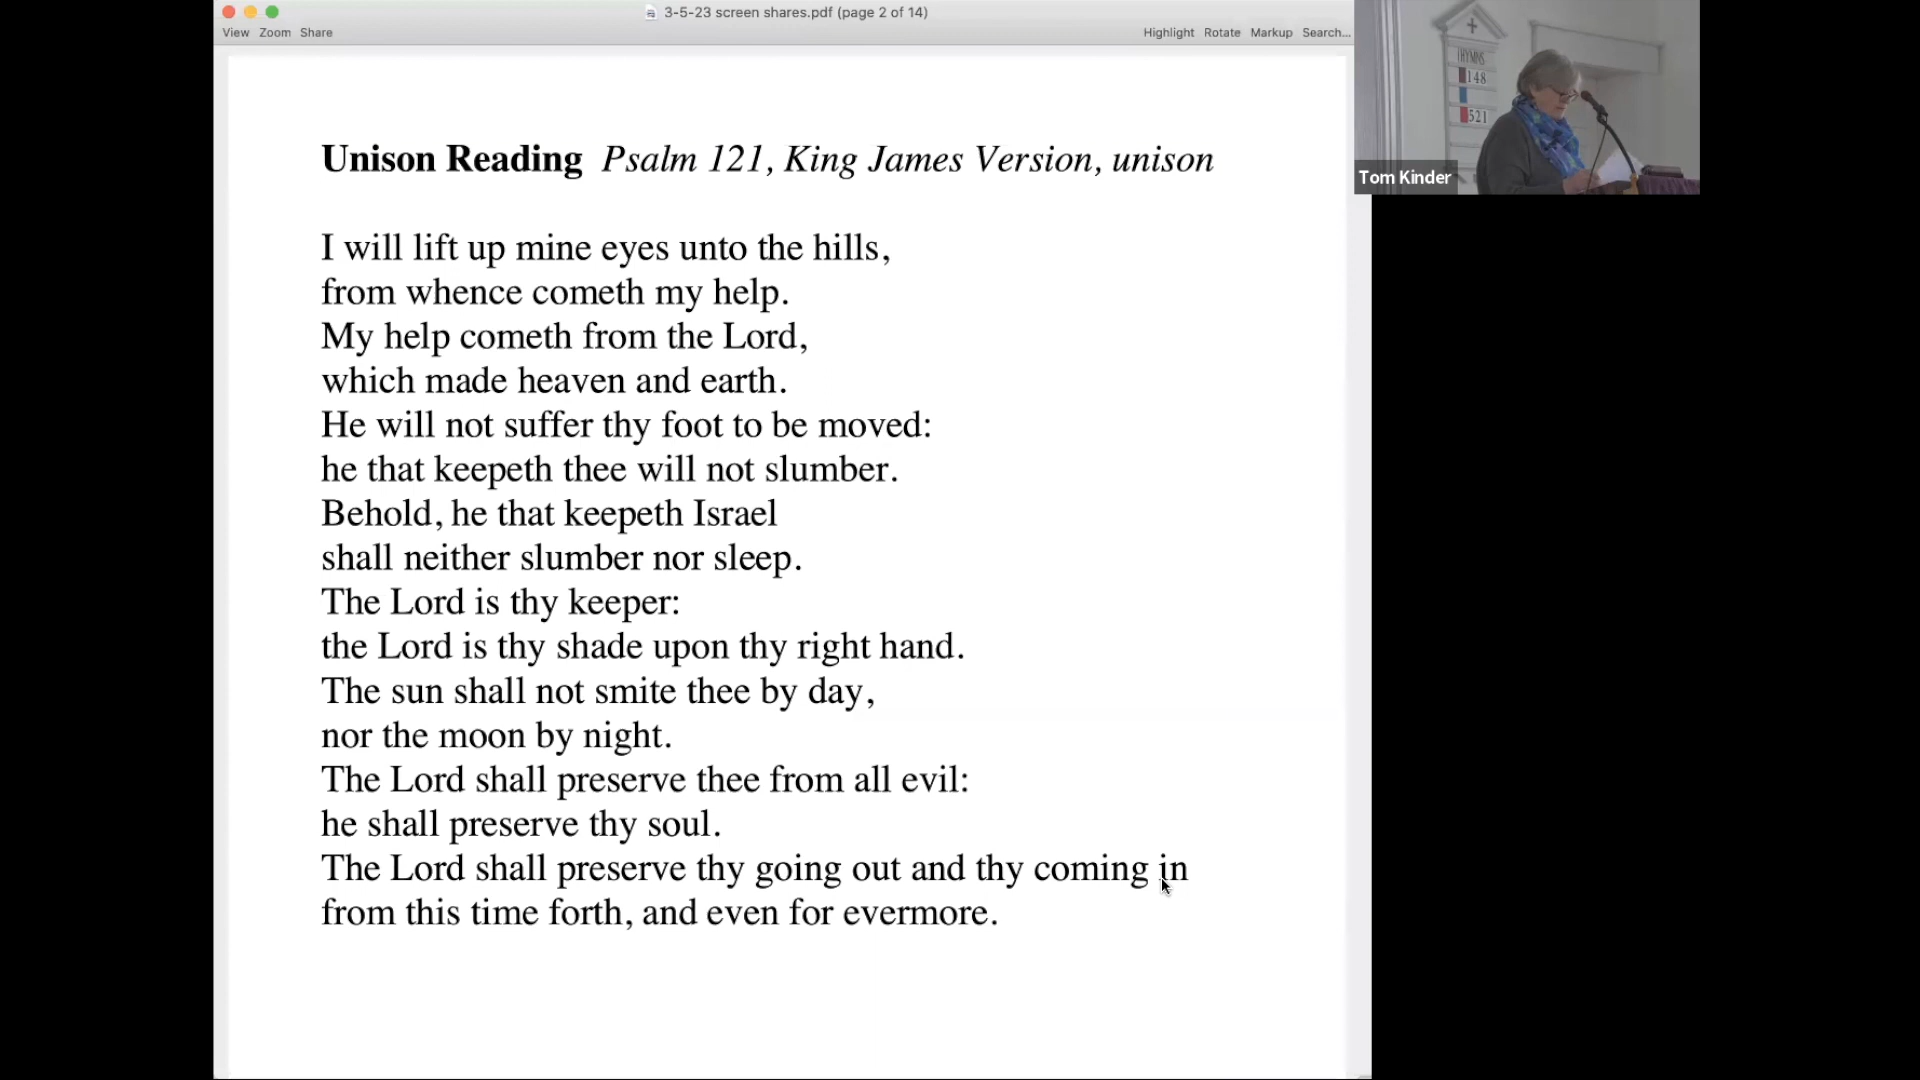 3-5-23 screen shares.pdf (page 2 of 14)
View Zoom Share
Highlight Rotate Markup Search...
Unison Reading Psalm 121, King James Version, unison
I will lift up mine eyes unto the hills,
from whence cometh my help.
My help cometh from the Lord,
which made heaven and earth.
He will not suffer thy foot to be moved:
he that keepeth thee will not slumber.
Behold, he that keepeth Israel
shall neither slumber nor sleep.
The Lord is thy keeper:
the Lord is thy shade upon thy right hand.
The sun shall not smite thee by day,
nor the moon by night.
The Lord shall preserve thee from all evil:
he shall preserve thy soul.
The Lord shall preserve thy going out and thy coming in
from this time forth, and even for evermore.
HYMNS
148
521
Tom Kinder